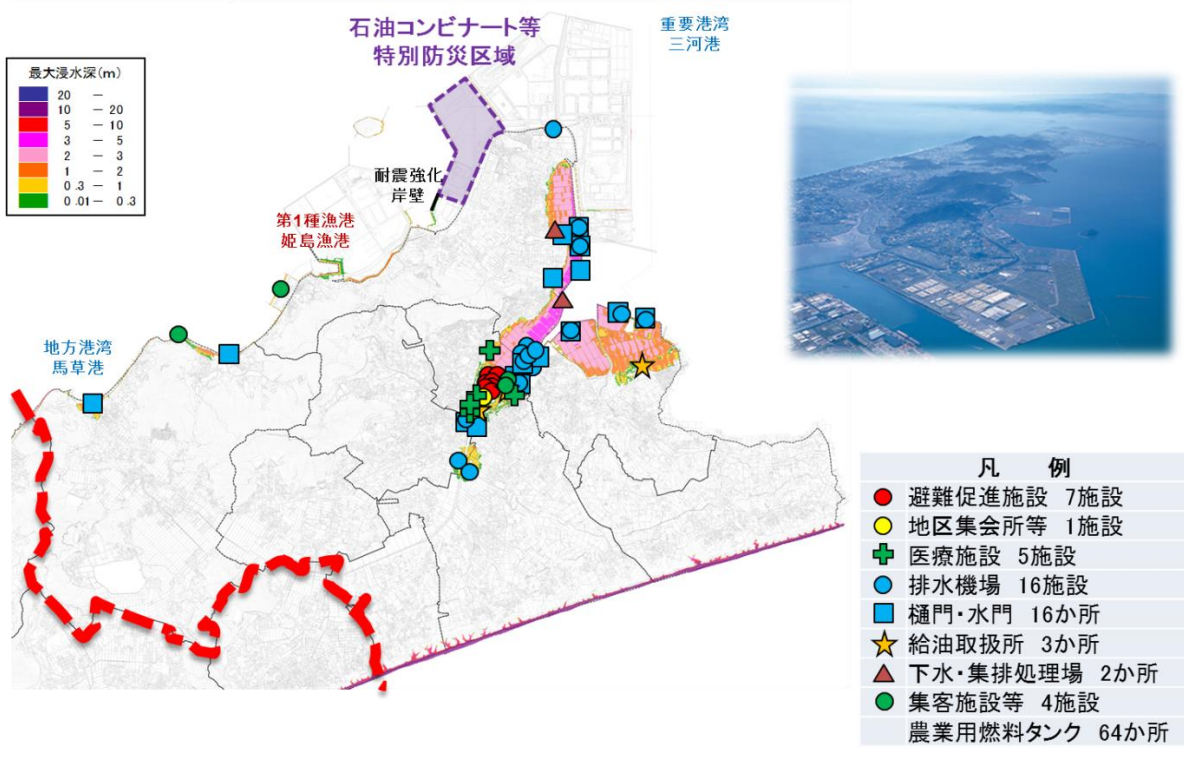 石油コンビナート等
特別防災区域
重要港湾
三河港
最大浸水深(m)
20 －
10 － 20
5 － 10
3 － 5
2 － 3
1 － 2
0.3 － 1
0.01－ 0.3
耐震強化
岸壁
第1種漁港
姫島漁港
地方港湾
馬草港
凡 例
避難促進施設 7施設
地区集会所等 1施設
医療施設 5施設
排水機場 16施設
樋門・水門 16か所
給油取扱所 3か所
下水・集排処理場 2か所
集客施設等 4施設
農業用燃料タンク 64か所